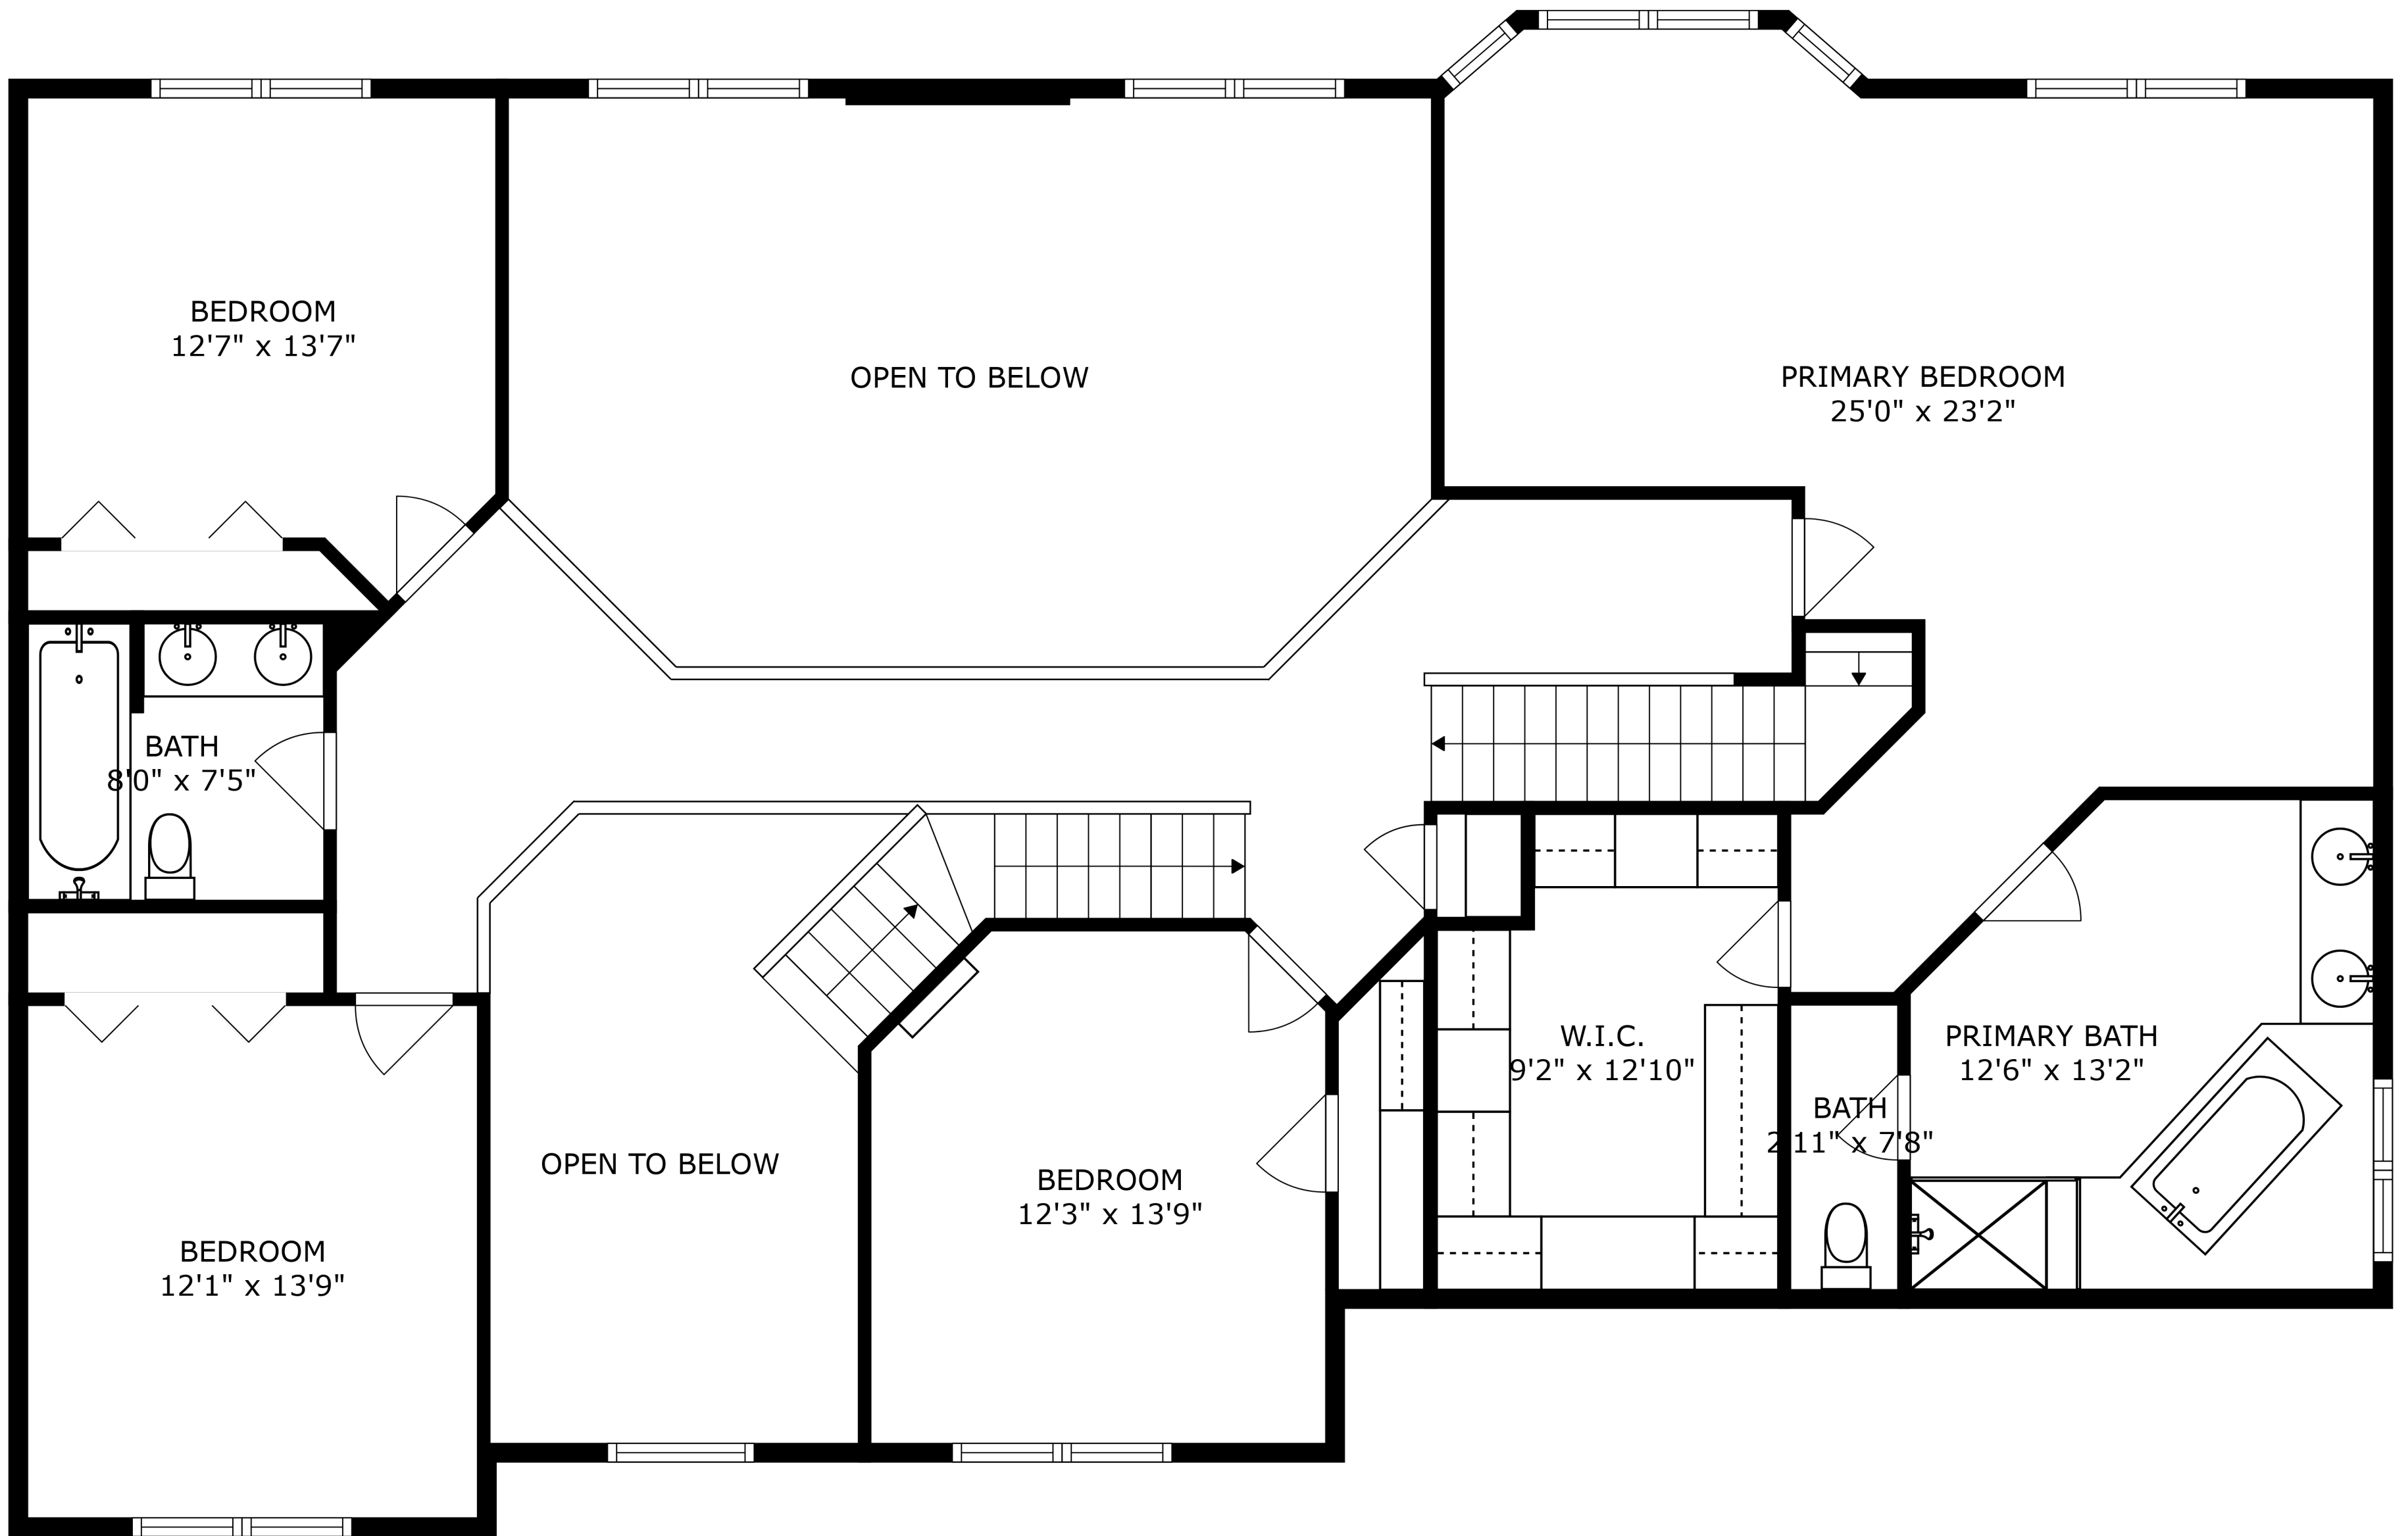 BEDROOM
12'7" x 13'7"
OPEN TO BELOW
PRIMARY BEDROOM
25'0" x 23'2"
BATH
8'0" x 7'5"
W.I.C.
9'2" x 12'10"
PRIMARY BATH
12'6" x 13'2"
BATH
2'11" x 7'8"
OPEN TO BELOW
BEDROOM
12'3" x 13'9"
BEDROOM
12'1" x 13'9"